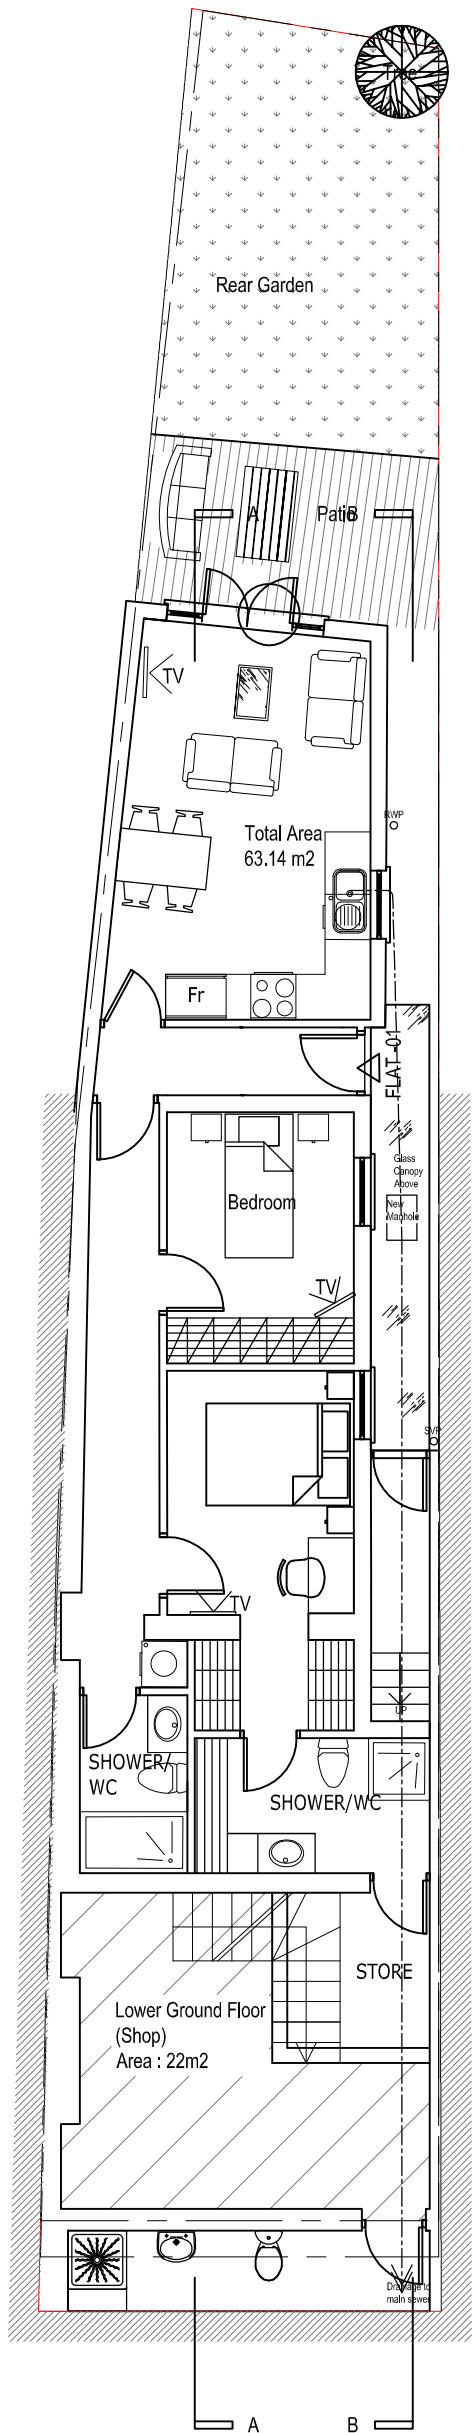 Tree
Rear Garden
A Patio B
TV
RWP
Total Area
63.14 m2
Fr
FLAT-01
Glass
Canopy
Above
Bedroom
New
Manhole
TV
SVP
TV
UP
SHOWER/
WC
SHOWER/WC
STORE
Lower Ground Floor
(Shop)
Area : 22m2
Drainage to
main sewer
A B